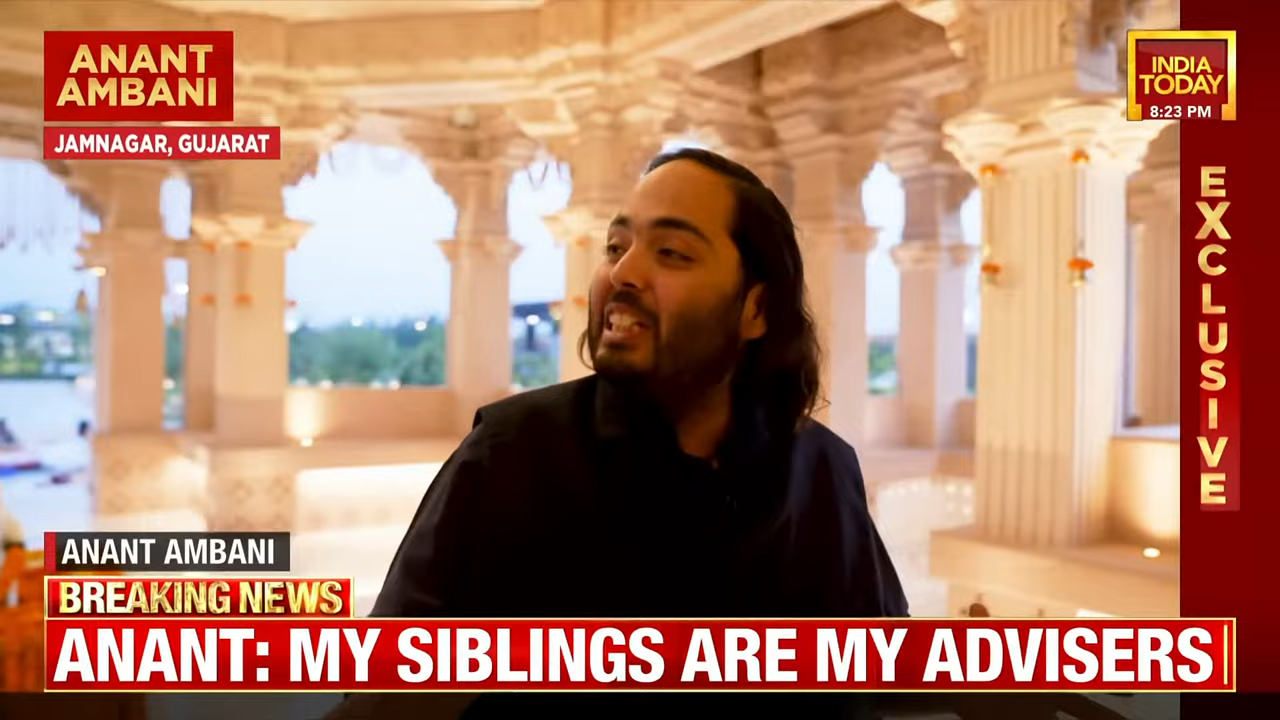 ANANT
AMBANI
JAMNAGAR, GUJARAT
INDIA
TODAY
8:23 PM
EXCLUSIVE
ANANT AMBANI
BREAKING NEWS
ANANT: MY SIBLINGS ARE MY ADVISERS